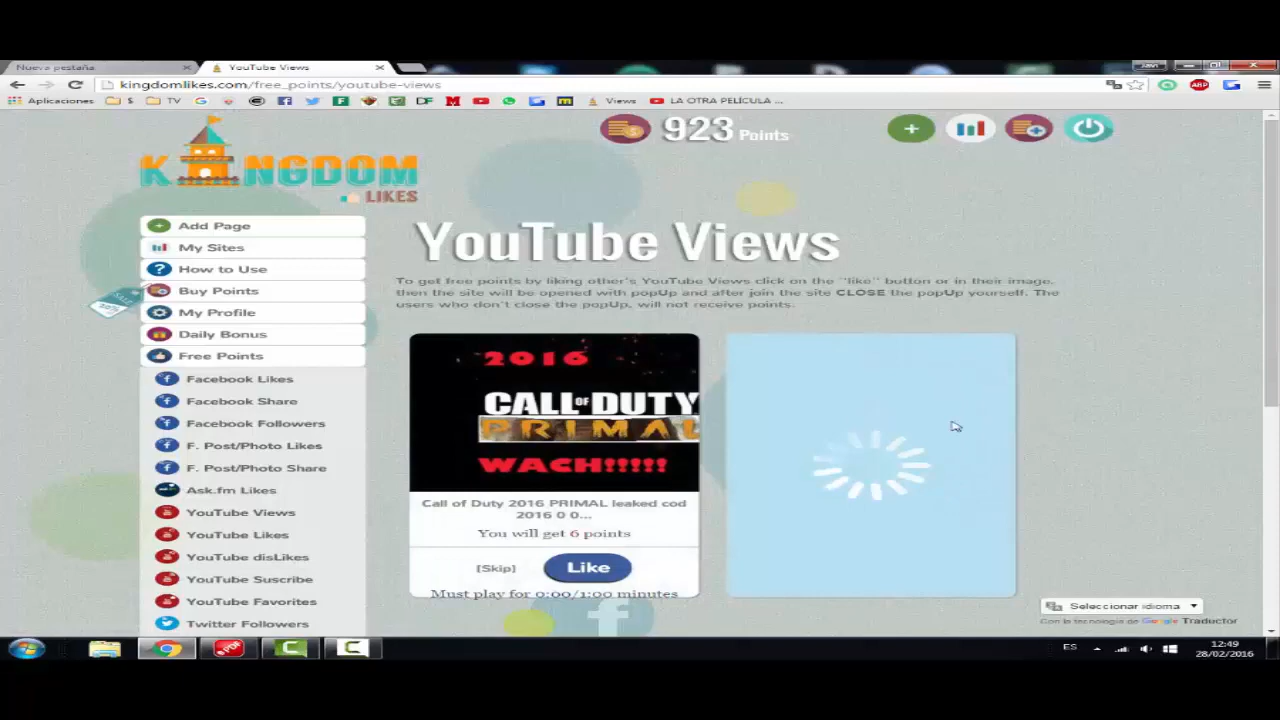 Nueva pestaña
YouTube Views
kingdomlikes.com/free_points/youtube-views
Aplicaciones
$
TV
Views
LA OTRA PELÍCULA ...
923 Points
KINGDOM
LIKES
Add Page
My Sites
How to Use
Buy Points
My Profile
Daily Bonus
Free Points
Facebook Likes
Facebook Share
Facebook Followers
F. Post/Photo Likes
F. Post/Photo Share
Ask.fm Likes
YouTube Views
YouTube Likes
YouTube disLikes
YouTube Suscribe
YouTube Favorites
Twitter Followers
YouTube Views
To get free points by liking other's YouTube Views click on the "like" button or in their image,
then the site will be opened with popUp and after join the site CLOSE the popUp yourself. The
users who don't close the popUp, will not receive points.
2016
CALL OF DUTY
PRIMAL
WACH!!!!!
Call of Duty 2016 PRIMAL leaked cod
2016 0 0...
You will get 6 points
[Skip]
Like
Must play for 0:00/1:00 minutes
Seleccionar idioma
Con la tecnología de Google Traductor
ES
12:49
28/02/2016